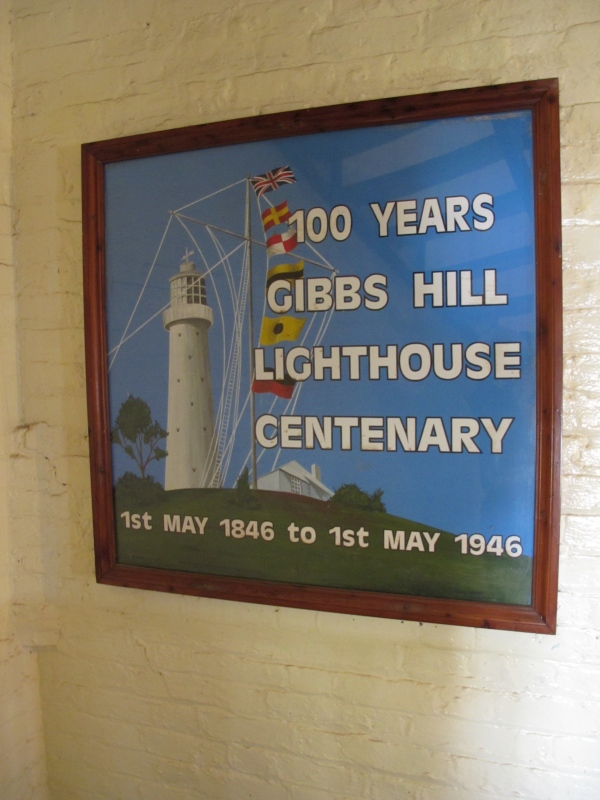 100 YEARS
GIBBS HILL
LIGHTHOUSE
CENTENARY
1st MAY 1846 to 1st MAY 1946